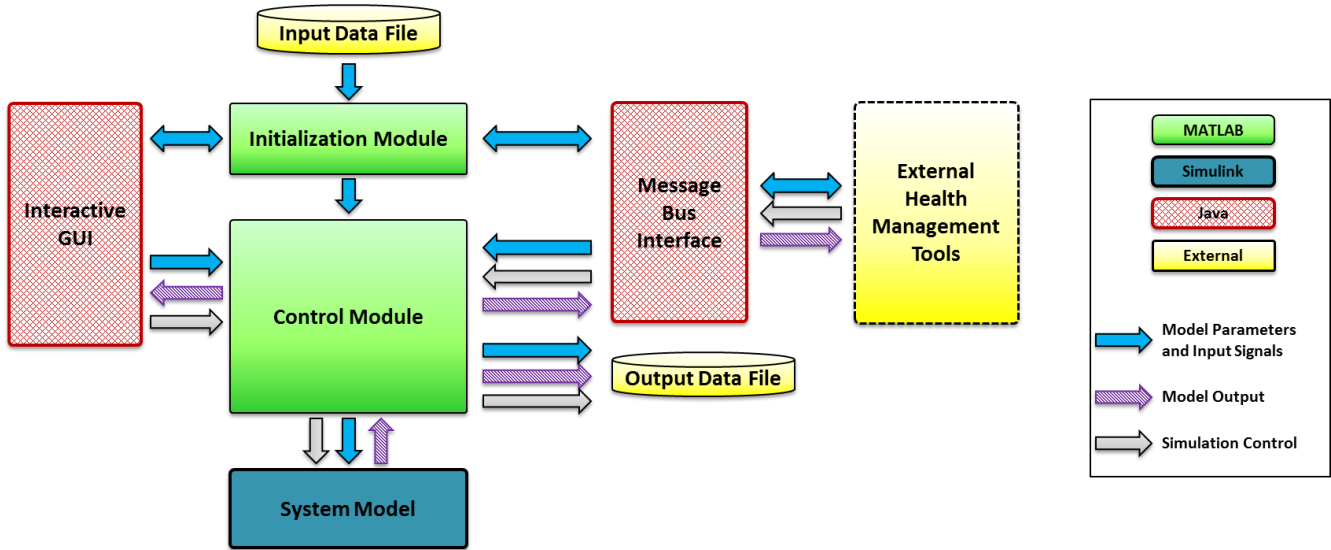 Input Data File
Initialization Module
Interactive
GUI
Control Module
System Model
Message
Bus
Interface
Output Data File
External
Health
Management
Tools
MATLAB
Simulink
Java
External
Model Parameters
and Input Signals
Model Output
Simulation Control